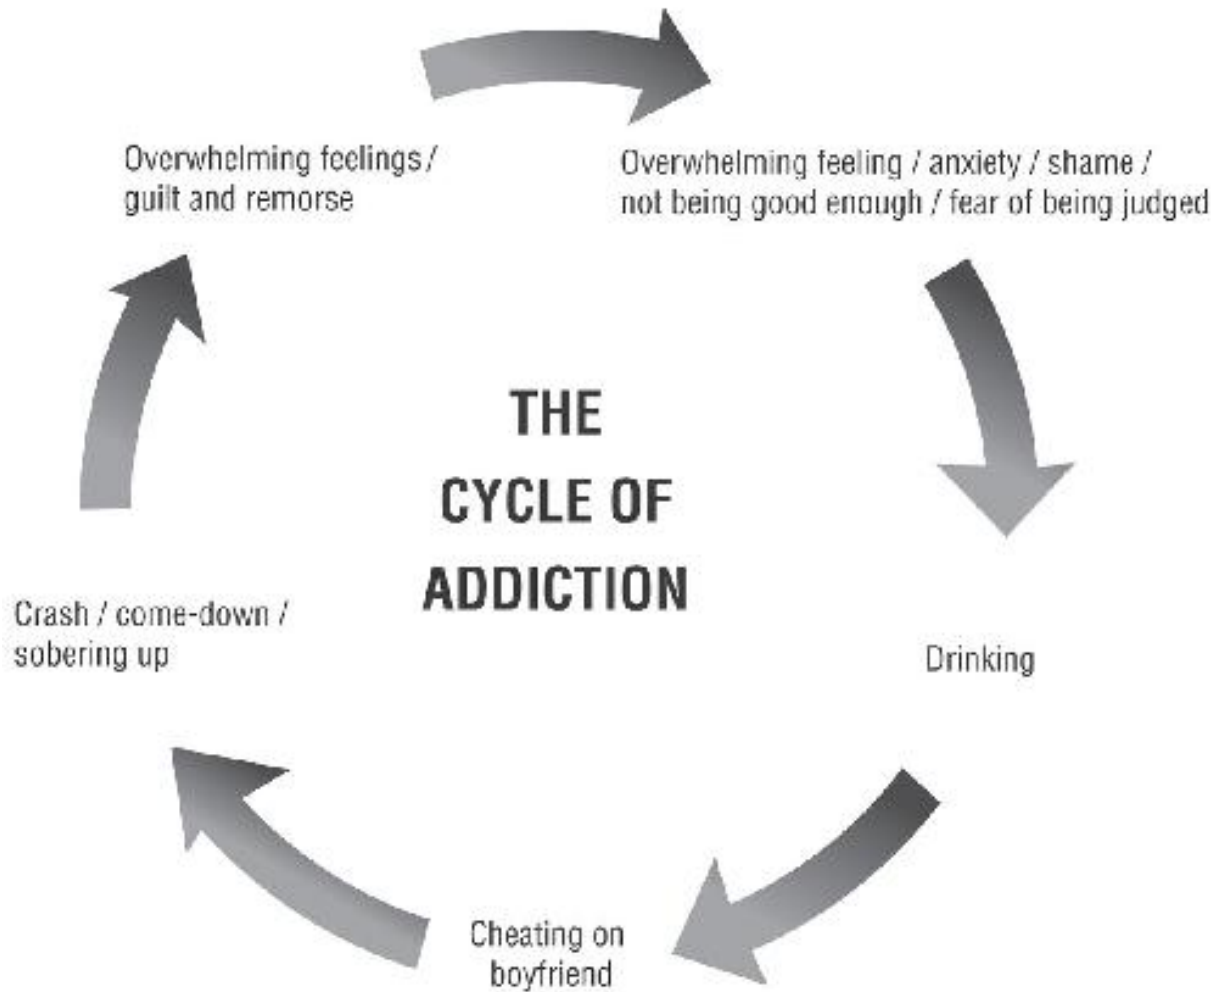 Overwhelming feelings /
guilt and remorse
Overwhelming feeling / anxiety / shame /
not being good enough / fear of being judged
THE
CYCLE OF
ADDICTION
Crash / come-down /
sobering up
Drinking
Cheating on
boyfriend